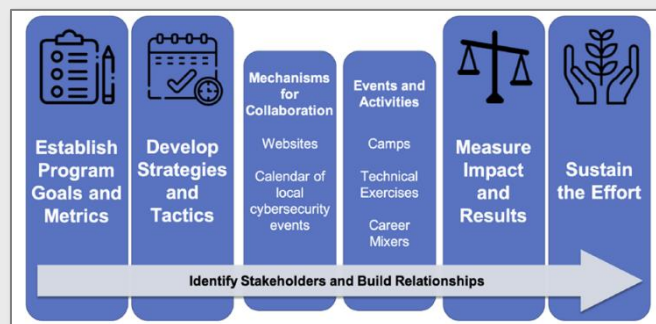 Establish
Program
Goals and
Metrics
Develop
Strategies
and
Tactics
Mechanisms
for
Collaboration
Websites
Calendar of
local
cybersecurity
events
Events and
Activities
Camps
Technical
Exercises
Career
Mixers
Measure
Impact
and
Results
Sustain
the Effort
Identify Stakeholders and Build Relationships